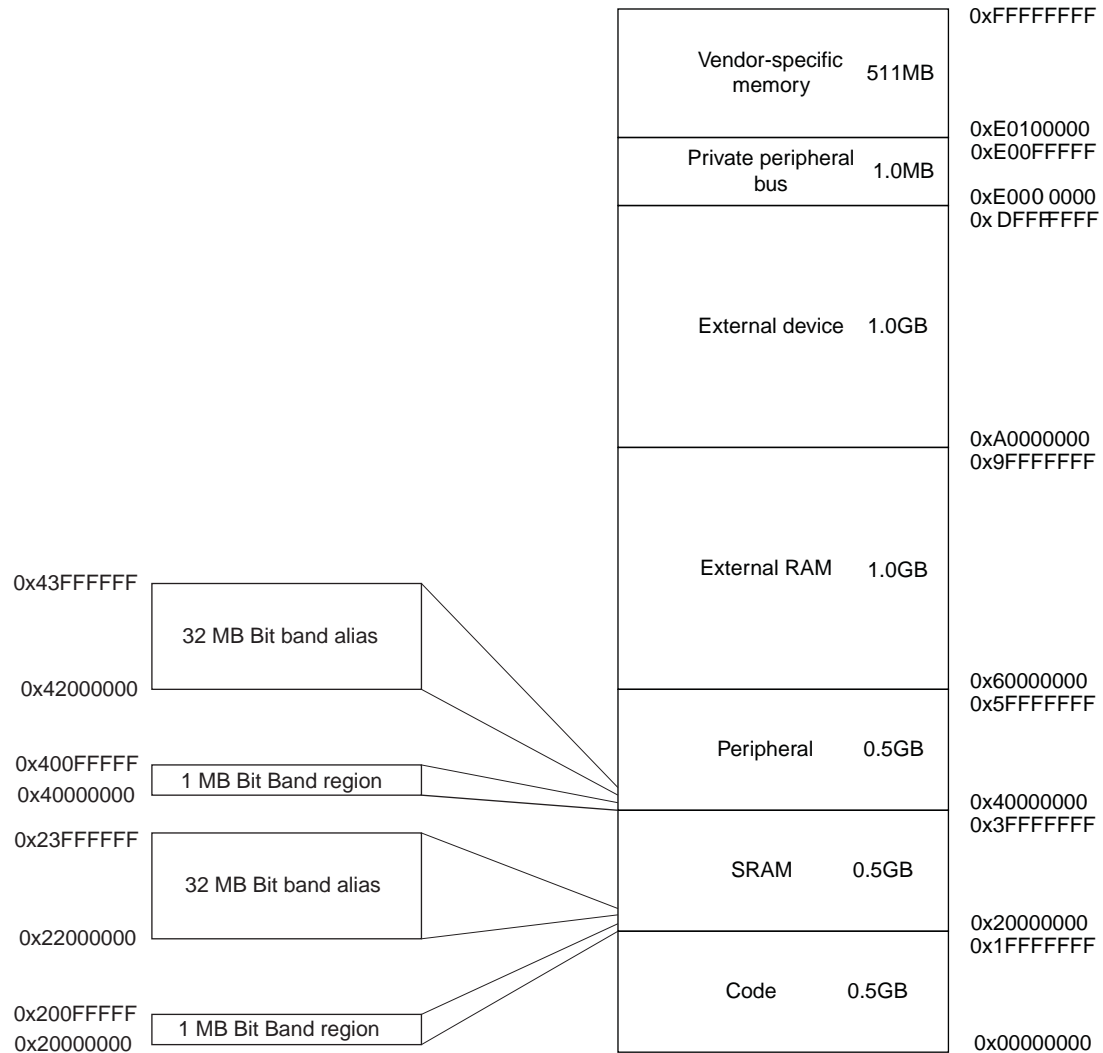 0xFFFFFFFF
Vendor-specific
memory
511MB
0xE0100000
0xE00FFFFF
Private peripheral
bus
1.0MB
0xE000 0000
0x DFFFFFFF
External device 1.0GB
0xA0000000
0x9FFFFFFF
External RAM 1.0GB
0x60000000
0x5FFFFFFF
Peripheral 0.5GB
0x40000000
0x3FFFFFFF
SRAM 0.5GB
0x20000000
0x1FFFFFFF
Code 0.5GB
0x00000000
0x43FFFFFF
32 MB Bit band alias
0x42000000
0x400FFFFF
1 MB Bit Band region
0x40000000
0x23FFFFFF
32 MB Bit band alias
0x22000000
0x200FFFFF
1 MB Bit Band region
0x20000000